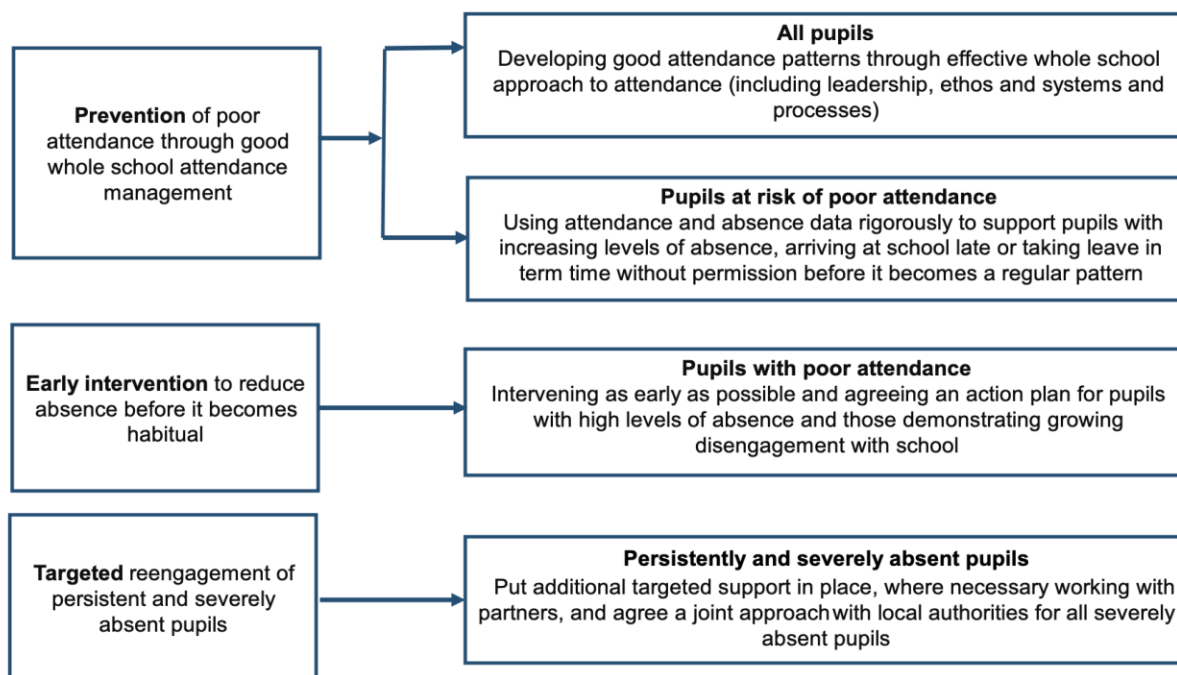 Prevention of poor
attendance through good
whole school attendance
management
All pupils
Developing good attendance patterns through effective whole school
approach to attendance (including leadership, ethos and systems and
processes)
Pupils at risk of poor attendance
Using attendance and absence data rigorously to support pupils with
increasing levels of absence, arriving at school late or taking leave in
term time without permission before it becomes a regular pattern
Early intervention to reduce
absence before it becomes
habitual
Pupils with poor attendance
Intervening as early as possible and agreeing an action plan for pupils
with high levels of absence and those demonstrating growing
disengagement with school
Targeted reengagement of
persistent and severely
absent pupils
Persistently and severely absent pupils
Put additional targeted support in place, where necessary working with
partners, and agree a joint approach with local authorities for all severely
absent pupils